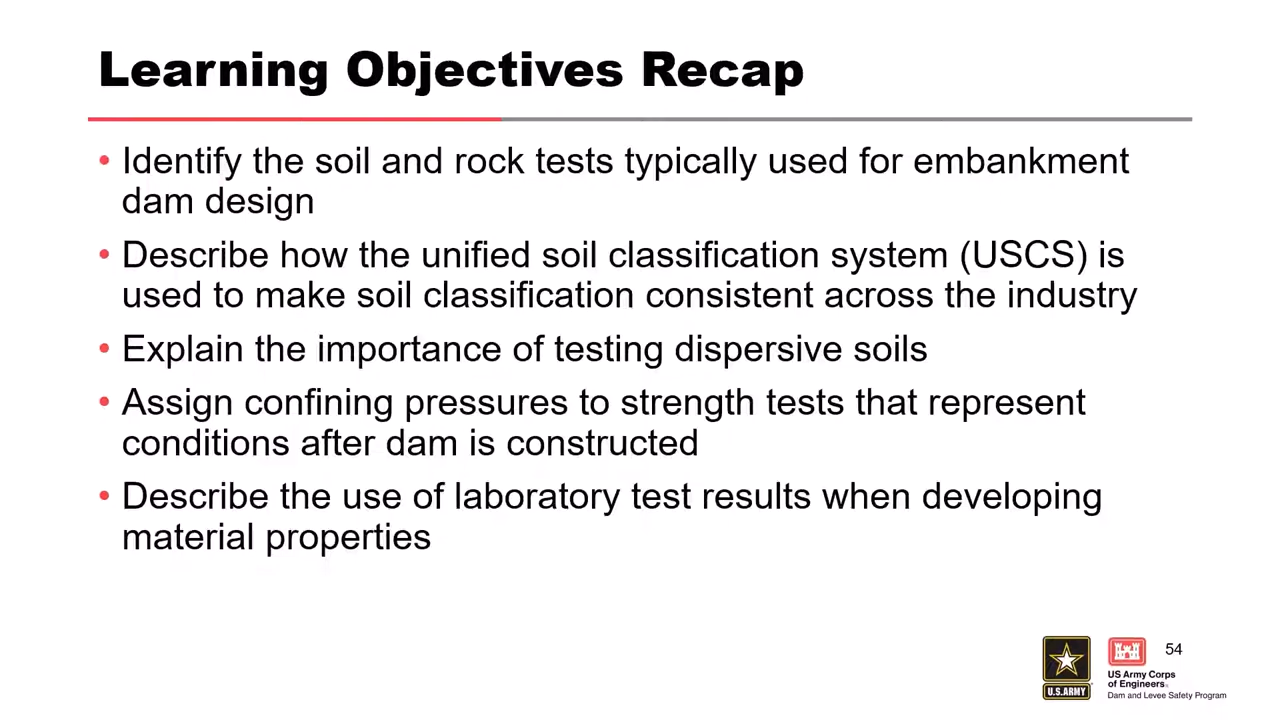 Learning Objectives Recap
• Identify the soil and rock tests typically used for embankment
dam design
• Describe how the unified soil classification system (USCS) is
used to make soil classification consistent across the industry
• Explain the importance of testing dispersive soils
• Assign confining pressures to strength tests that represent
conditions after dam is constructed
• Describe the use of laboratory test results when developing
material properties
54
U.S.ARMY
US Army Corps
of Engineers
Dam and Levee Safety Program